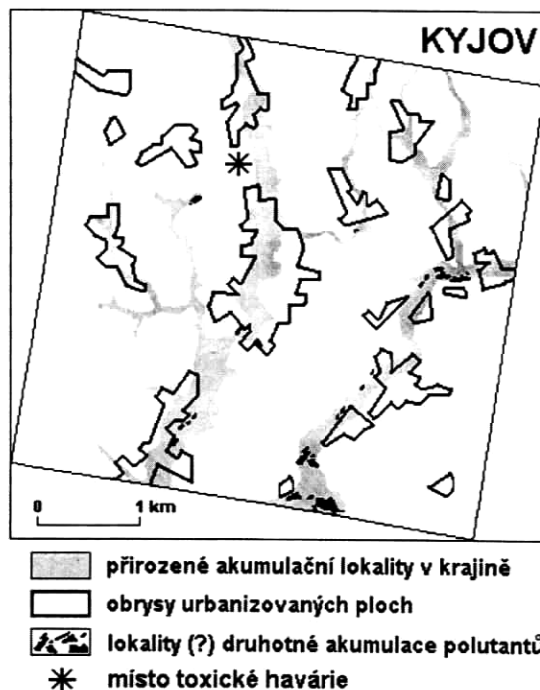 KYJOV
0 1 km
přirozené akumulační lokality v krajině
obrysy urbanizovaných ploch
lokality (?) druhotné akumulace polutantů
místo toxické havárie